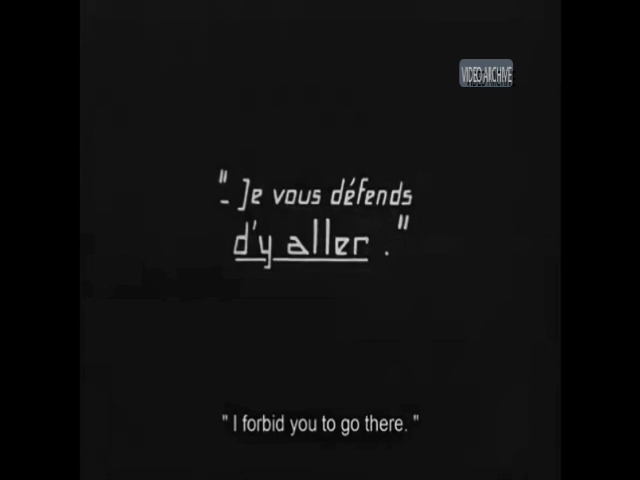 VIDEO ARCHIVE
"- Je vous défends
d'y aller ."
" I forbid you to go there. "